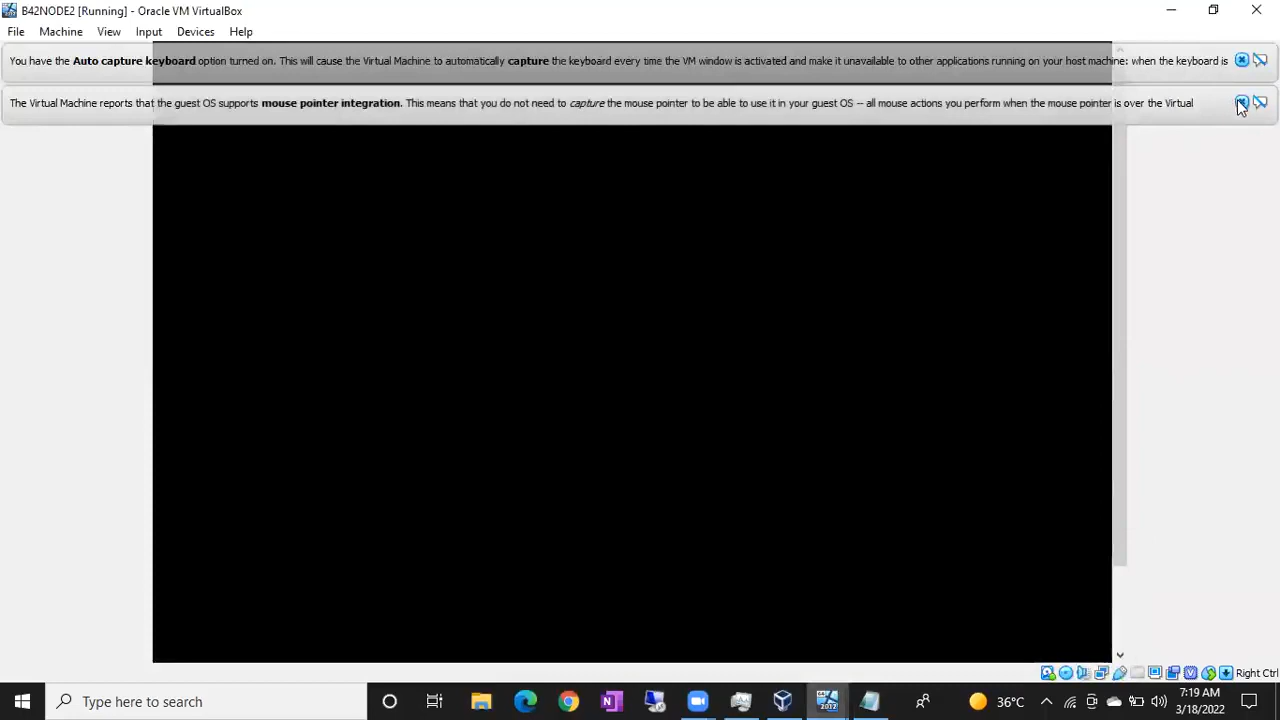 B42NODE2 [Running] - Oracle VM VirtualBox
File Machine View Input Devices Help
You have the Auto capture keyboard option turned on. This will cause the Virtual Machine to automatically capture the keyboard every time the VM window is activated and make it unavailable to other applications running on your host machine: when the keyboard is
The Virtual Machine reports that the guest OS supports mouse pointer integration. This means that you do not need to capture the mouse pointer to be able to use it in your guest OS -- all mouse actions you perform when the mouse pointer is over the Virtual
Right Ctrl
Type here to search
36°C
7:19 AM
3/18/2022